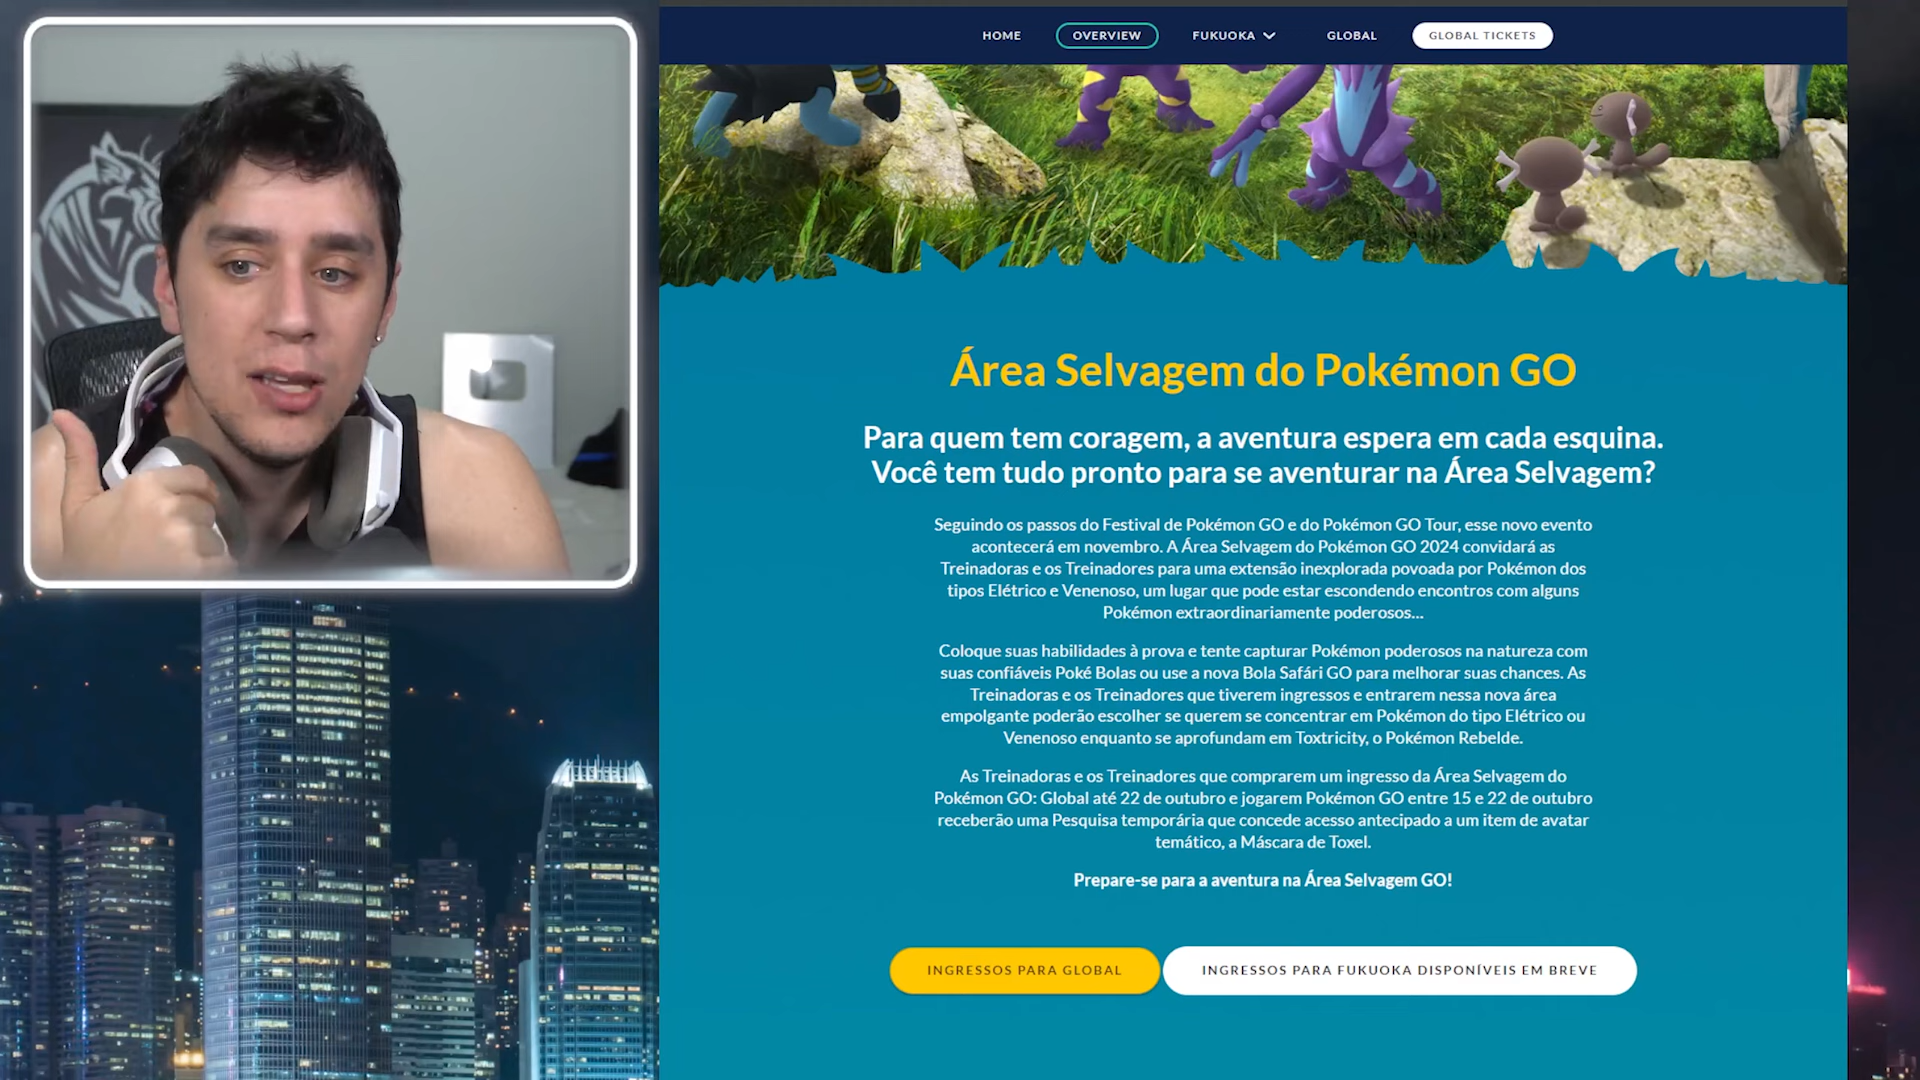 HOME
OVERVIEW
FUKUOKA
GLOBAL
GLOBAL TICKETS
Área Selvagem do Pokémon GO
Para quem tem coragem, a aventura espera em cada esquina.
Você tem tudo pronto para se aventurar na Área Selvagem?
Seguindo os passos do Festival de Pokémon GO e do Pokémon GO Tour, esse novo evento
acontecerá em novembro. A Área Selvagem do Pokémon GO 2024 convidará as
Treinadoras e os Treinadores para uma extensão inexplorada povoada por Pokémon dos
tipos Elétrico e Venenoso, um lugar que pode estar escondendo encontros com alguns
Pokémon extraordinariamente poderosos...
Coloque suas habilidades à prova e tente capturar Pokémon poderosos na natureza com
suas confiáveis Poké Bolas ou use a nova Bola Safári GO para melhorar suas chances. As
Treinadoras e os Treinadores que tiverem ingressos e entrarem nessa nova área
empolgante poderão escolher se querem se concentrar em Pokémon do tipo Elétrico ou
Venenoso enquanto se aprofundam em Toxtricity, o Pokémon Rebelde.
As Treinadoras e os Treinadores que comprarem um ingresso da Área Selvagem do
Pokémon GO: Global até 22 de outubro e jogarem Pokémon GO entre 15 e 22 de outubro
receberão uma Pesquisa temporária que concede acesso antecipado a um item de avatar
temático, a Máscara de Toxel.
Prepare-se para a aventura na Área Selvagem GO!
INGRESSOS PARA GLOBAL
INGRESSOS PARA FUKUOKA DISPONÍVEIS EM BREVE